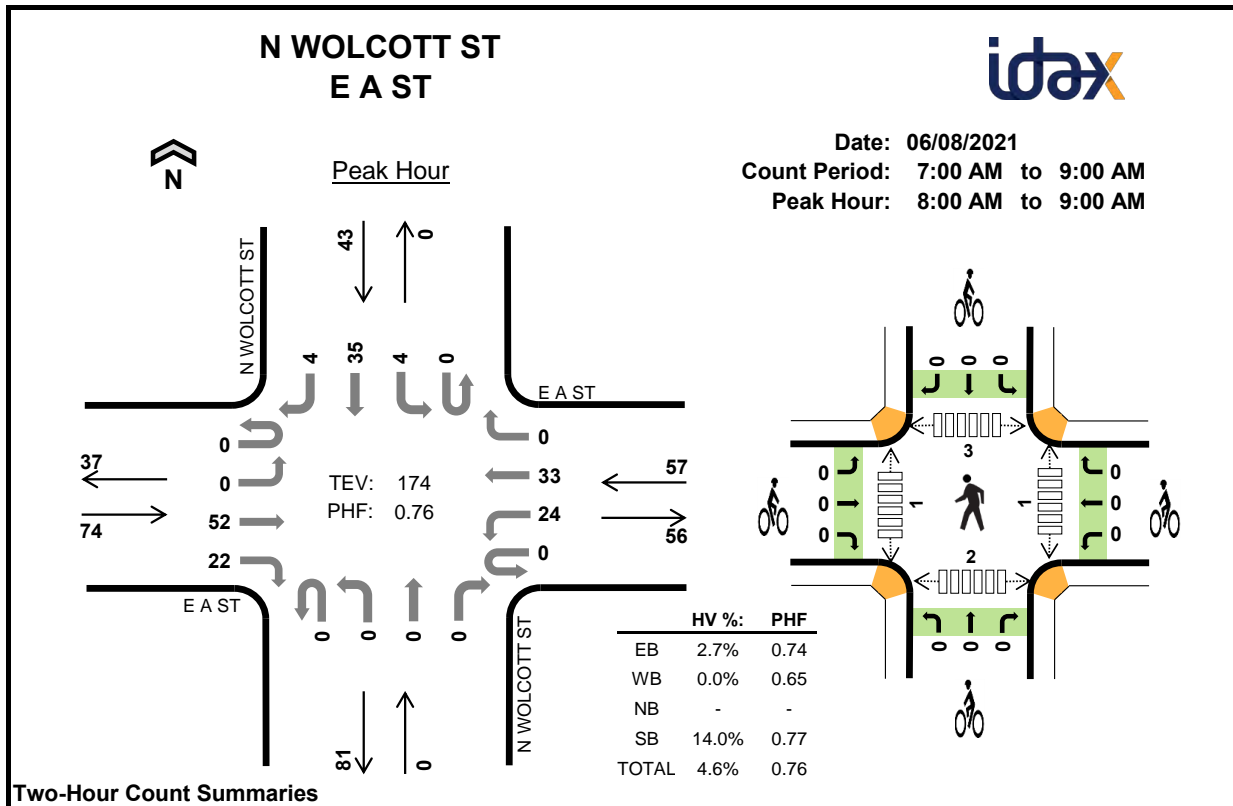 N WOLCOTT ST
E A ST
idax
Date: 06/08/2021
Count Period: 7:00 AM to 9:00 AM
Peak Hour: 8:00 AM to 9:00 AM
N
Peak Hour
43
0
N WOLCOTT ST
4
35
4
0
E A ST
0
0
37
74
52
22
TEV: 174
PHF: 0.76
0
33
24
0
57
56
E A ST
0
0
0
0
N WOLCOTT ST
81
0
HV %: PHF
EB 2.7% 0.74
WB 0.0% 0.65
NB - -
SB 14.0% 0.77
TOTAL 4.6% 0.76
0 0 0
3
0
0
0
1
1
0
0
0
2
0 0 0
Two-Hour Count Summaries